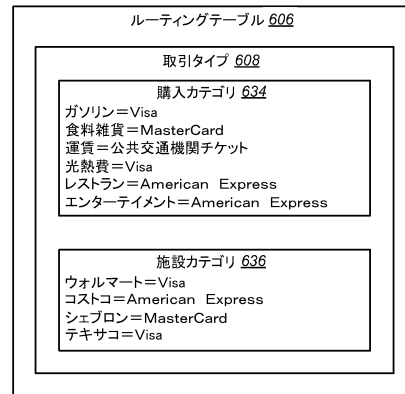 ルーティングテーブル 606
取引タイプ 608
購入カテゴリ 634
ガソリン＝Visa
食料雑貨＝MasterCard
運賃＝公共交通機関チケット
光熱費＝Visa
レストラン＝American Express
エンターテイメント＝American Express
施設カテゴリ 636
ウォルマート＝Visa
コストコ＝American Express
シェブロン＝MasterCard
テキサコ＝Visa